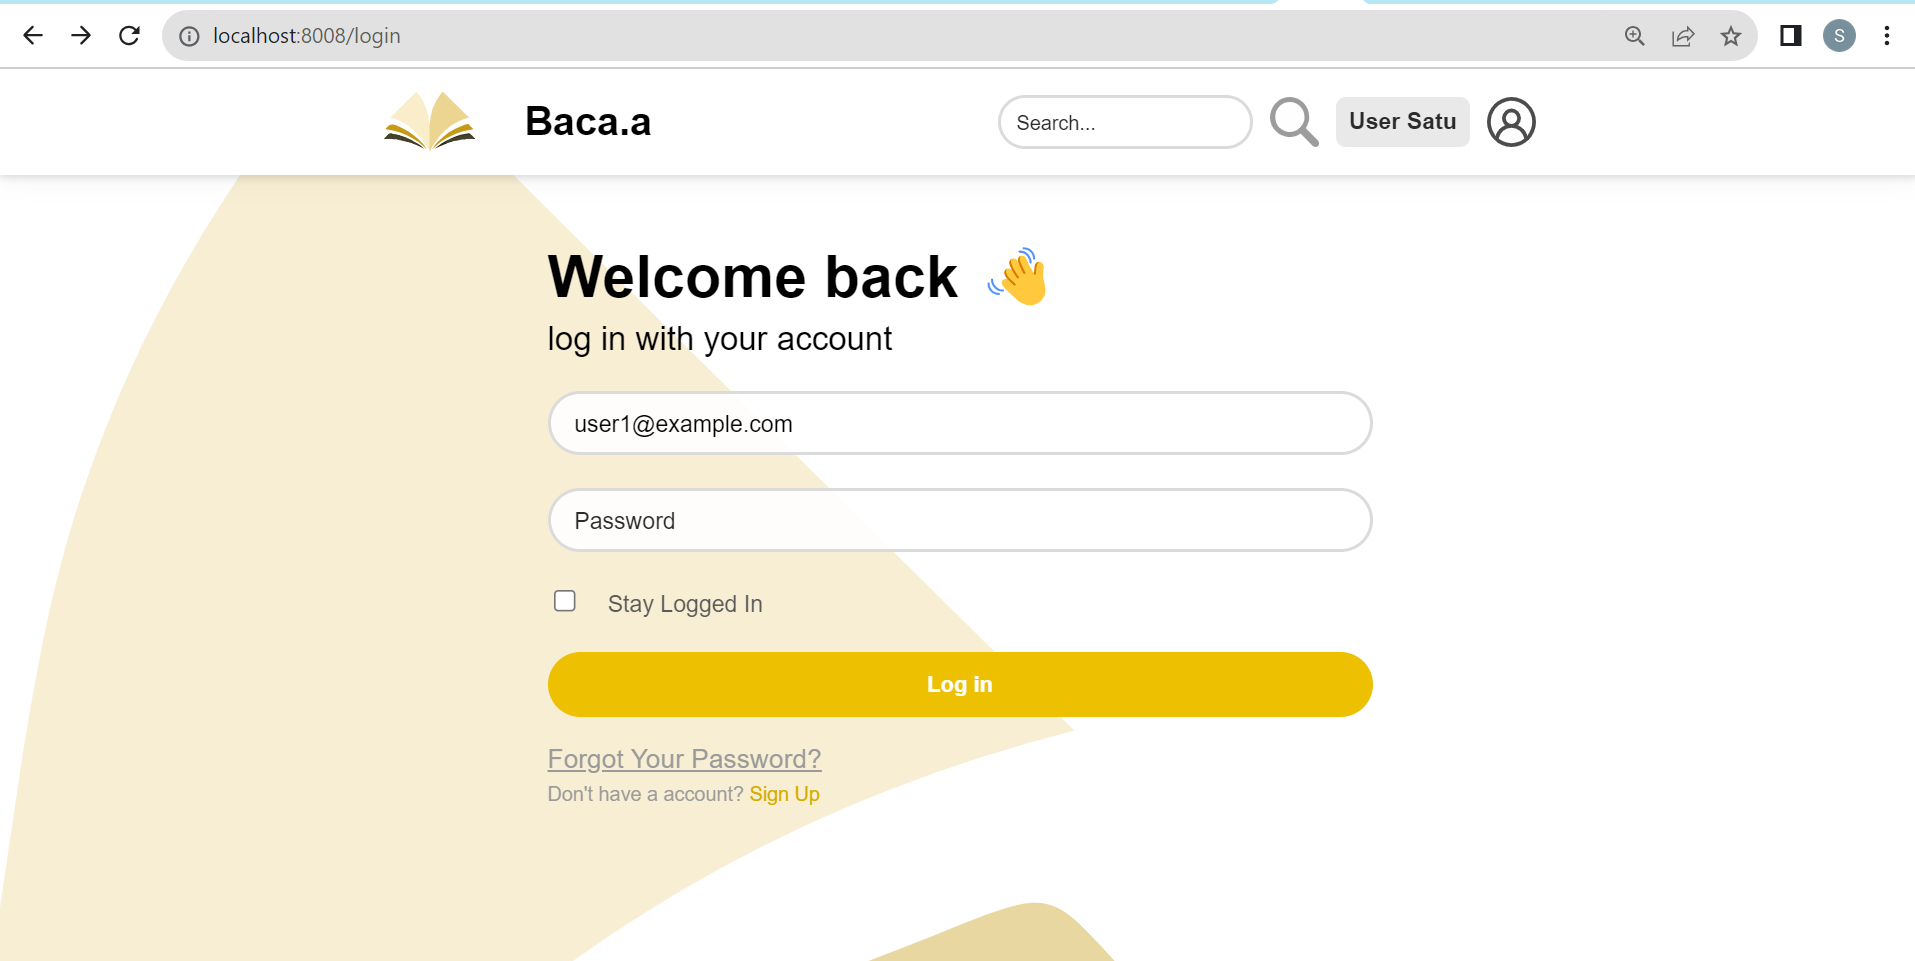 localhost:8008/login
S
Baca.a
Search...
User Satu
Welcome back
log in with your account
user1@example.com
Password
Stay Logged In
Log in
Forgot Your Password?
Don't have a account? Sign Up